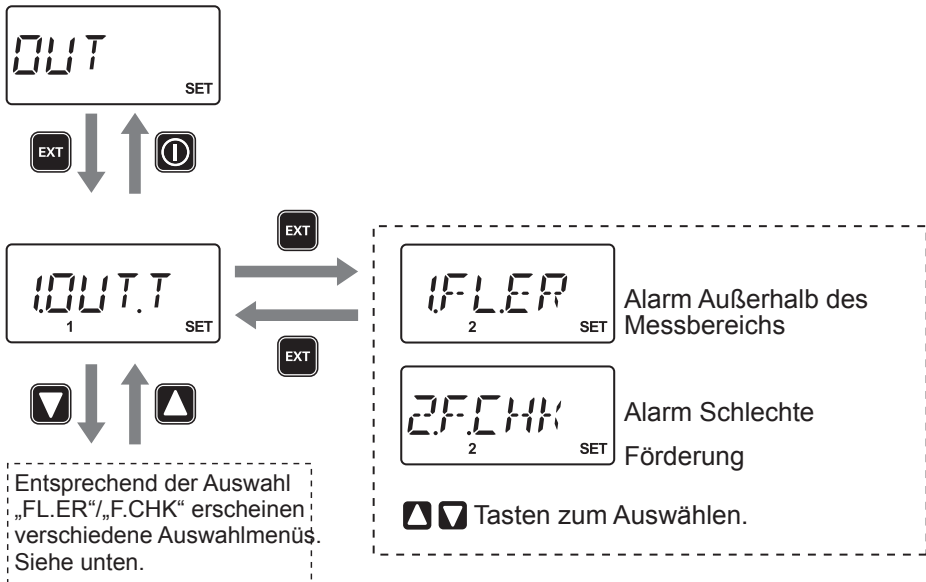 OUT
SET
EXT
EXT
1.OUT.T
1
SET
EXT
1.FL.ER
2
SET
Alarm Außerhalb des
Messbereichs
2.F.CHK
2
SET
Alarm Schlechte
Förderung
Tasten zum Auswählen.
Entsprechend der Auswahl
„FL.ER“/„F.CHK“ erscheinen
verschiedene Auswahlmenüs.
Siehe unten.